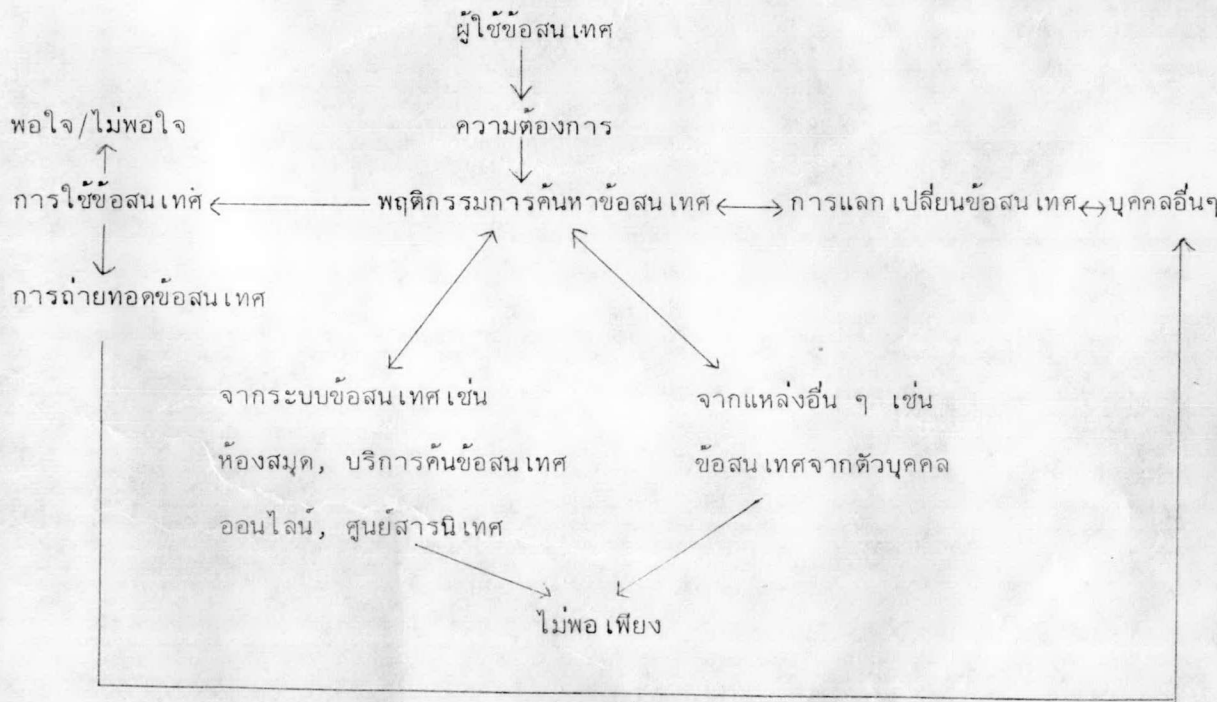 ผู้ใช้ข้อสนเทศ
พอใจ/ไม่พอใจ
ความต้องการ
การใช้ข้อสนเทศ
พฤติกรรมการค้นหาข้อสนเทศ
การแลกเปลี่ยนข้อสนเทศ
บุคคลอื่นๆ
การถ่ายทอดข้อสนเทศ
จากระบบข้อสนเทศ เช่น
ห้องสมุด, บริการค้นข้อสนเทศ
ออนไลน์, ศูนย์สารนิเทศ
จากแหล่งอื่น ๆ เช่น
ข้อสนเทศจากตัวบุคคล
ไม่พอเพียง